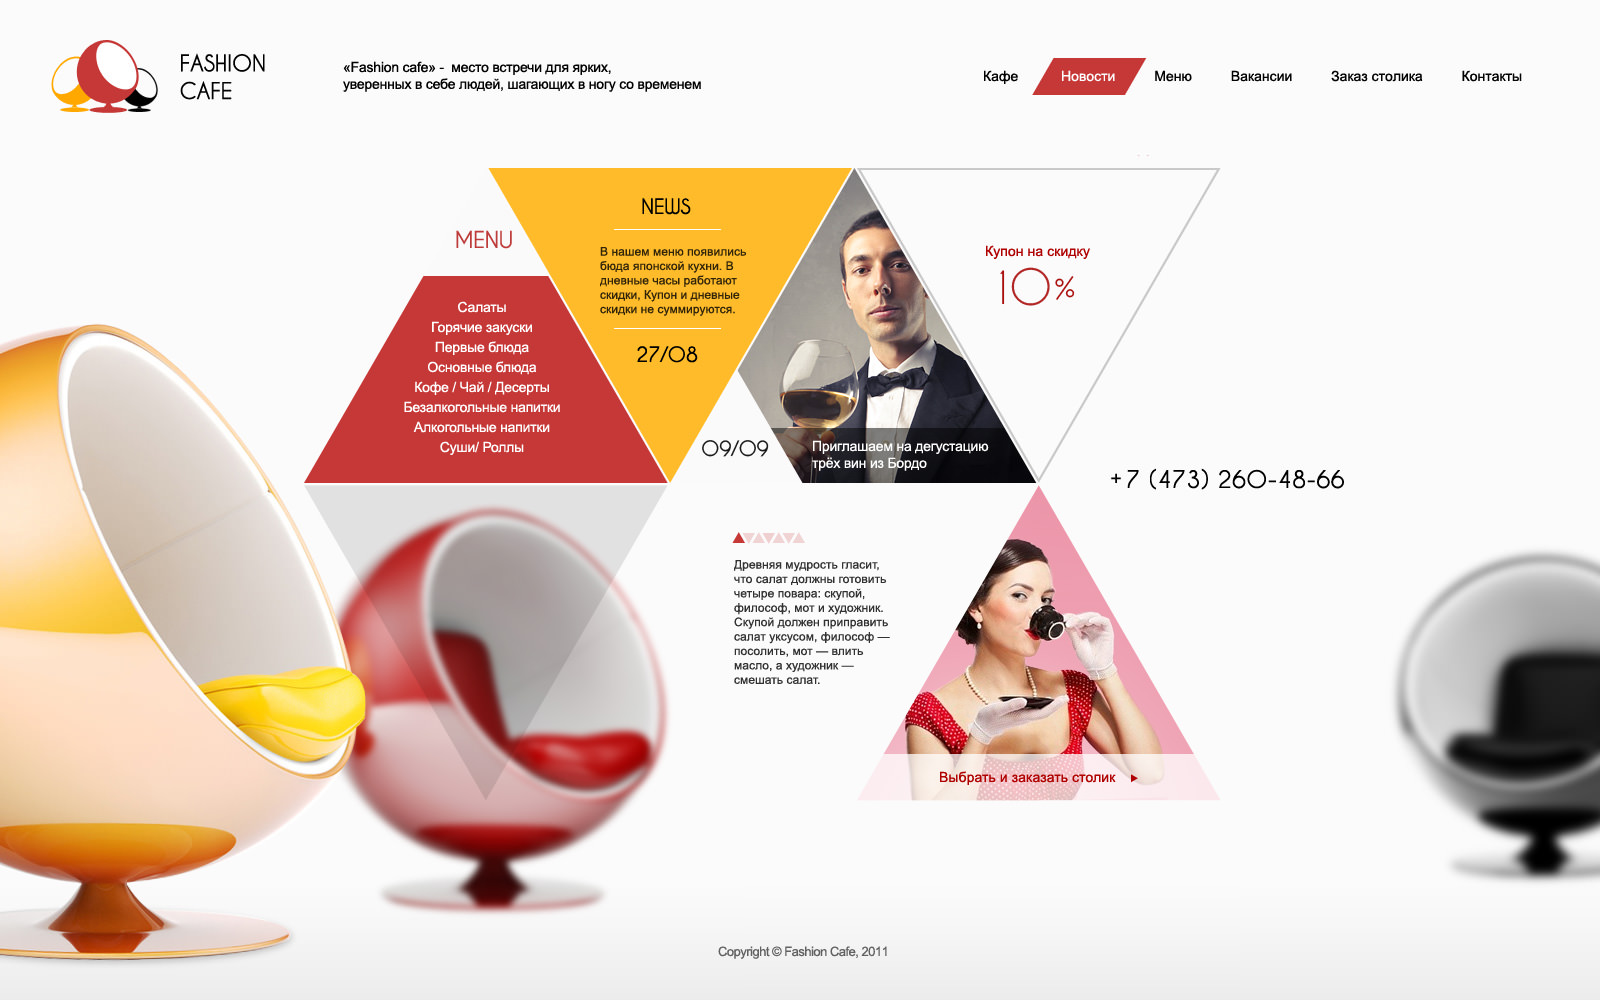 FASHION
CAFE
«Fashion cafe» - место встречи для ярких,
уверенных в себе людей, шагающих в ногу со временем
Кафе
Новости
Меню
Вакансии
Заказ столика
Контакты
MENU
Салаты
Горячие закуски
Первые блюда
Основные блюда
Кофе / Чай / Десерты
Безалкогольные напитки
Алкогольные напитки
Суши/ Роллы
NEWS
В нашем меню появились
бюда японской кухни. В
дневные часы работают
скидки, Купон и дневные
скидки не суммируются.
27/08
09/09
Приглашаем на дегустацию
трёх вин из Бордо
Купон на скидку
10%
+7 (473) 260-48-66
Древняя мудрость гласит,
что салат должны готовить
четыре повара: скупой,
философ, мот и художник.
Скупой должен приправить
салат уксусом, философ —
посолить, мот — влить
масло, а художник —
смешать салат.
Выбрать и заказать столик
Copyright © Fashion Cafe, 2011